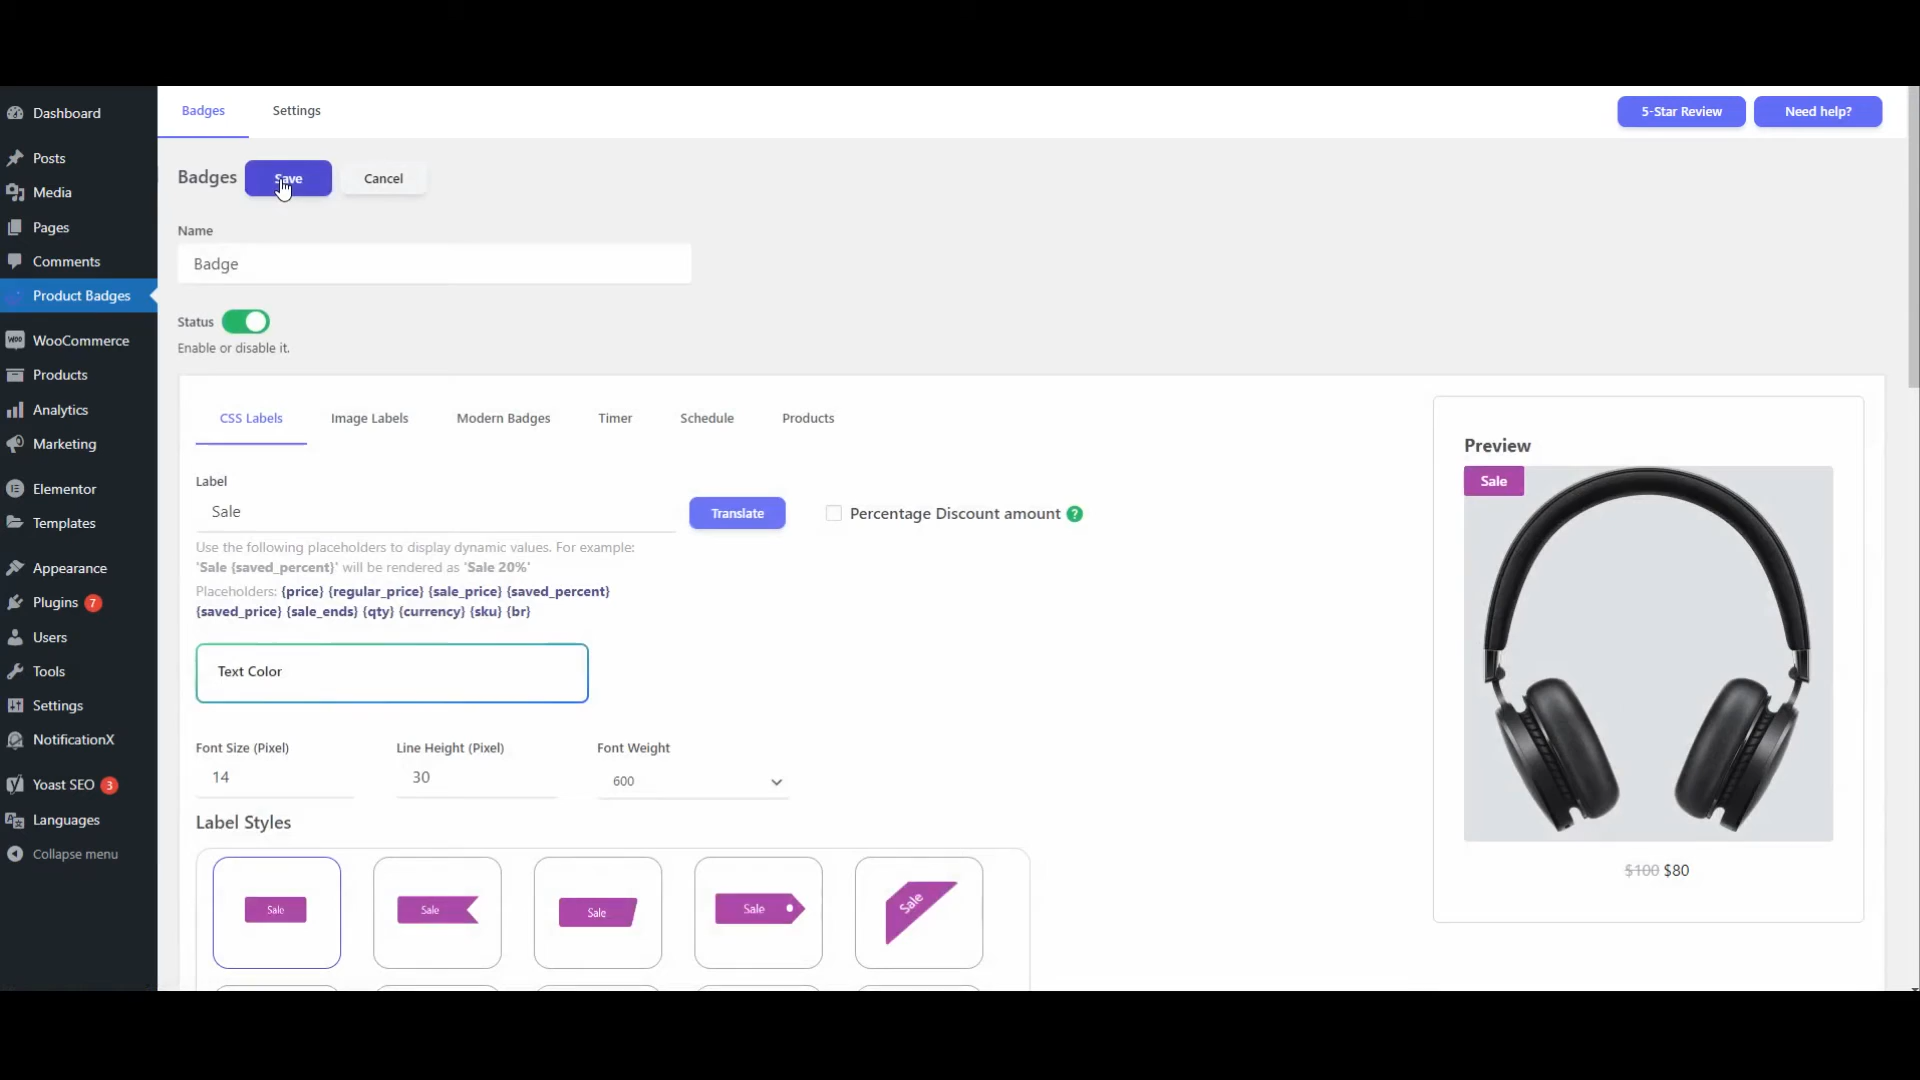 Dashboard
Posts
Media
Pages
Comments
Product Badges
WooCommerce
Products
Analytics
Marketing
Elementor
Templates
Appearance
Plugins 7
Users
Tools
Settings
NotificationX
Yoast SEO 3
Languages
Collapse menu
Badges Settings
5-Star Review Need help?
Badges Save Cancel
Name
Badge
Status
Enable or disable it.
CSS Labels Image Labels Modern Badges Timer Schedule Products
Label
Sale Translate Percentage Discount amount ?
Use the following placeholders to display dynamic values. For example:
'Sale {saved_percent}' will be rendered as 'Sale 20%'
Placeholders: {price} {regular_price} {sale_price} {saved_percent}
{saved_price} {sale_ends} {qty} {currency} {sku} {br}
Text Color
Font Size (Pixel) Line Height (Pixel) Font Weight
14 30 600
Label Styles
Sale Sale Sale Sale Sale
Preview
Sale
$100 $80